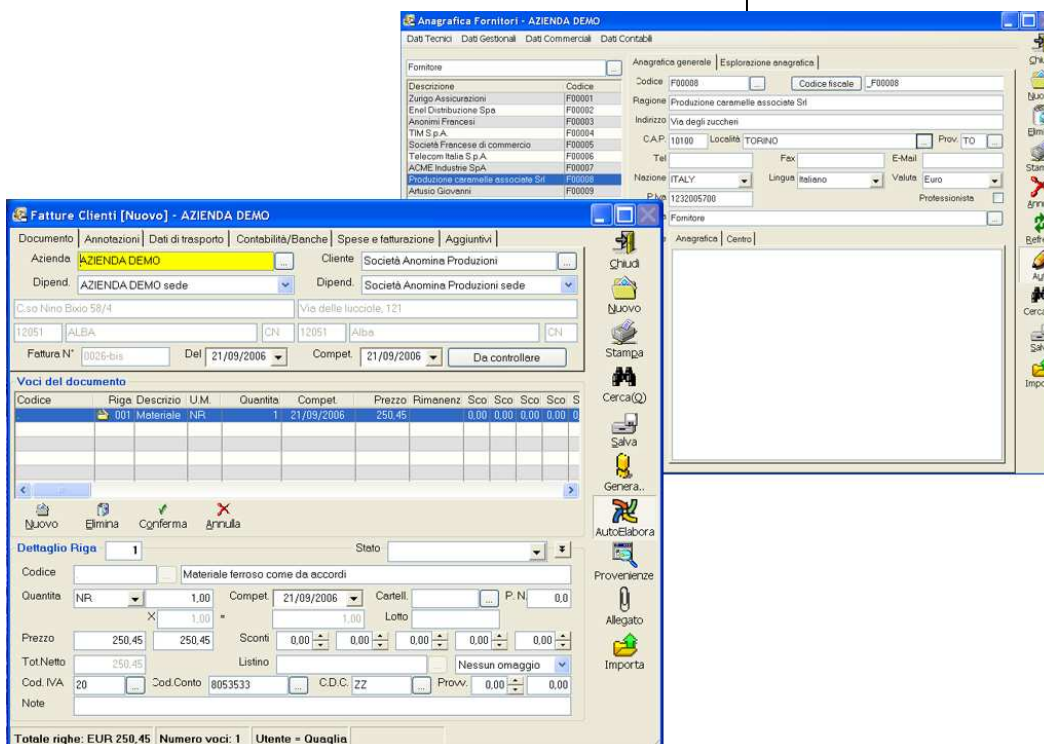 Anagrafica Fornitori - AZIENDA DEMO
Dati Tecnici Dati Gestionali Dati Commerciali Dati Contabili
Fornitore ...
Descrizione Codice
Zurigo Assicurazioni F00001
Enel Distribuzione Spa F00002
Anonimi Francesi F00003
TIM S.p.A. F00004
Società Francese di commercio F00005
Telecom Italia S.p.A. F00006
ACME Industrie SpA F00007
Produzione caramelle associate Srl F00008
Artusio Giovanni F00009
Anagrafica generale Esplorazione anagrafica
Codice F00008 ... Codice fiscale _F00008
Ragione Produzione caramelle associate Srl
Indirizzo Via degli zuccheri
C.A.P. 10100 Località TORINO ... Prov. TO ...
Tel Fax E-Mail
Nazione ITALY Lingua Italiano Valuta Euro
P.Iva 1232005700 Professionista
Fornitore ...
Anagrafica Centro
Fatture Clienti [Nuovo] - AZIENDA DEMO
Documento Annotazioni Dati di trasporto Contabilità/Banche Spese e fatturazione Aggiuntivi
Azienda AZIENDA DEMO ... Cliente Società Anomina Produzioni ...
Dipend. AZIENDA DEMO sede Dipend. Società Anomina Produzioni sede
C.so Nino Bixio 58/4 Via delle lucciole, 121
12051 ALBA CN 12051 Alba CN
Fattura N° 0026-bis Del 21/09/2006 Compet. 21/09/2006 Da controllare
Voci del documento
Codice Riga Descrizio U.M. Quantita Compet. Prezzo Rimanenz Sco Sco Sco Sco S
. 001 Materiale NR. 1 21/09/2006 250,45 0,00 0,00 0,00 0,00 0
Nuovo Elimina Conferma Annulla
Dettaglio Riga 1 Stato
Codice ... Materiale ferroso come da accordi
Quantita NR. 1,00 Compet. 21/09/2006 Cartell. ... P. N. 0,0
X 1,00 = 1,00 Lotto
Prezzo 250,45 250,45 Sconti 0,00 0,00 0,00 0,00 0,00
Tot.Netto 250,45 Listino Nessun omaggio
Cod. IVA 20 ... Cod.Conto 8053533 ... C.D.C. ZZ ... Provv. 0,00 0,00
Note
Totale righe: EUR 250,45 Numero voci: 1 Utente = Quaglia
Chiudi
Nuovo
Stampa
Cerca(Q)
Salva
Genera..
AutoElabora
Provenienze
Allegato
Importa